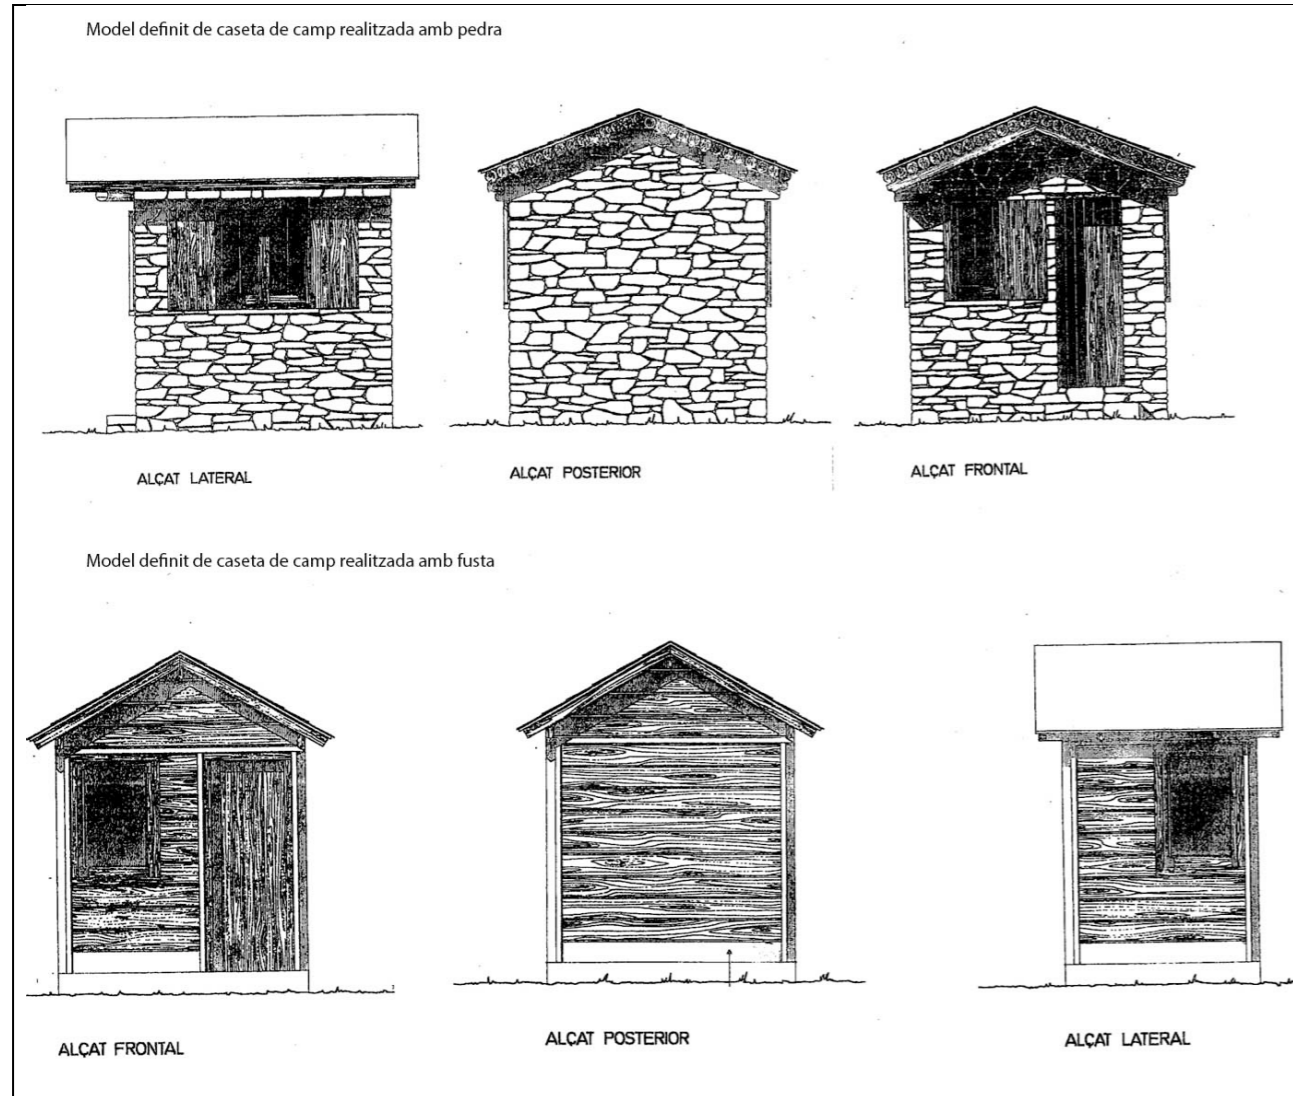 Model definit de caseta de camp realitzada amb pedra
ALÇAT LATERAL
ALÇAT POSTERIOR
ALÇAT FRONTAL
Model definit de caseta de camp realitzada amb fusta
ALÇAT FRONTAL
ALÇAT POSTERIOR
ALÇAT LATERAL